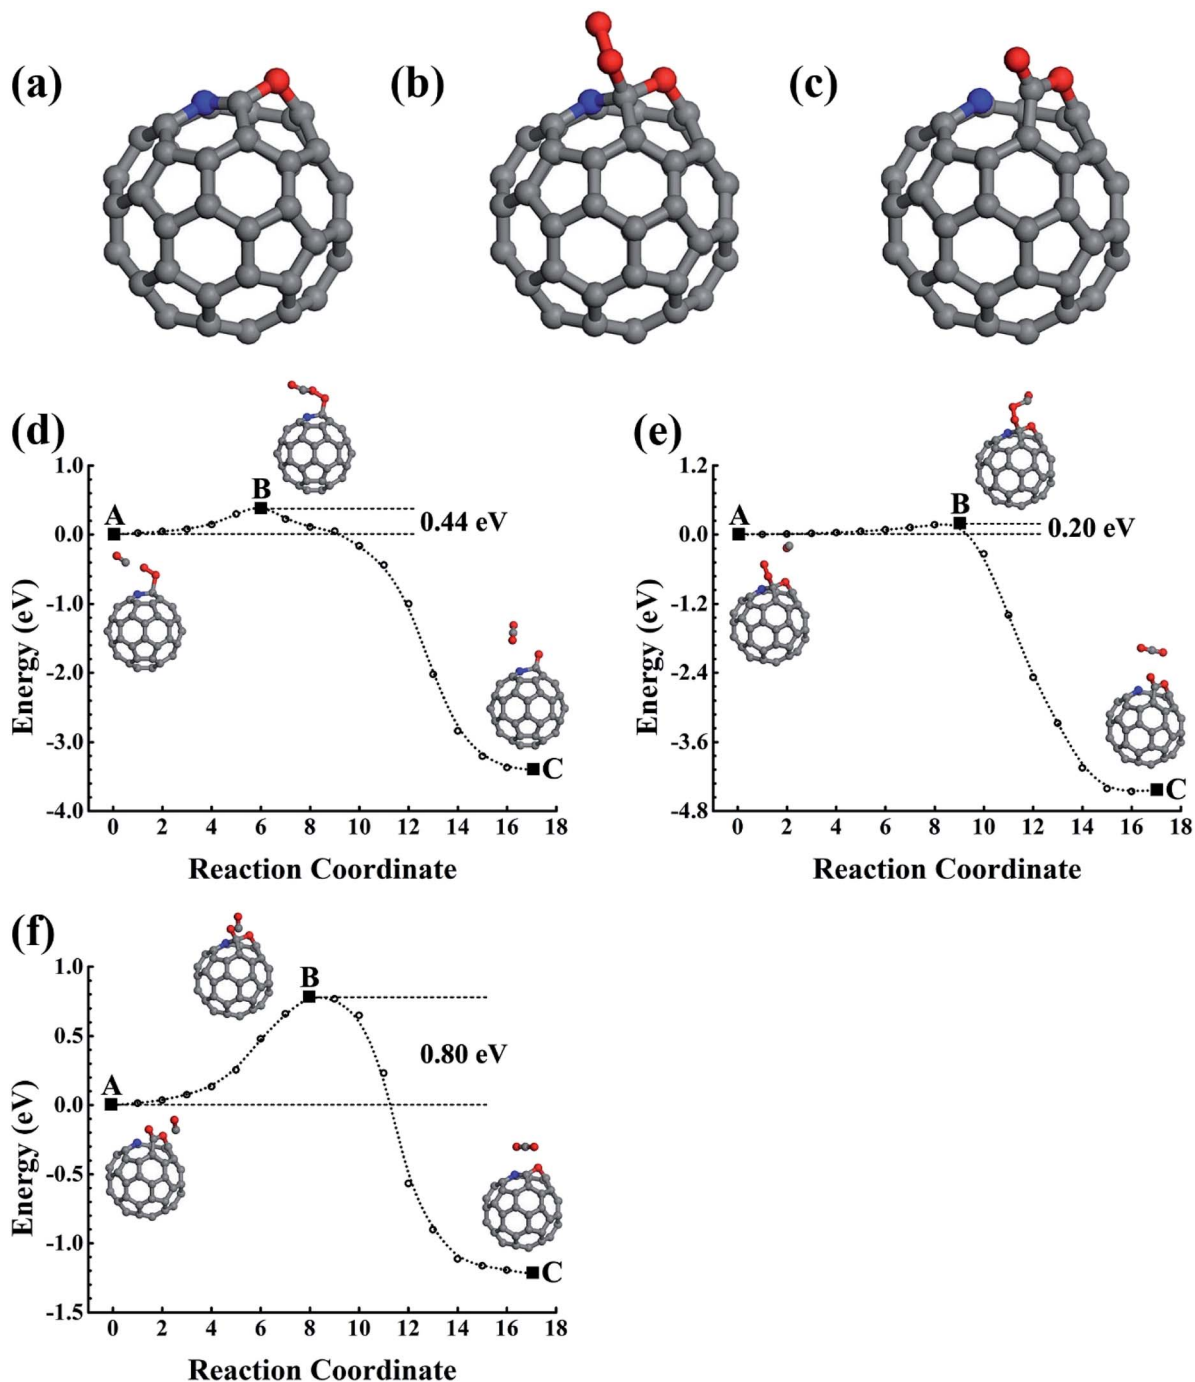 (a)
(b)
(c)
(d)
1.0
0.0
-1.0
-2.0
-3.0
-4.0
Energy (eV)
A
B
0.44 eV
C
0 2 4 6 8 10 12 14 16 18
Reaction Coordinate
(e)
1.2
0.0
-1.2
-2.4
-3.6
-4.8
Energy (eV)
A
B
0.20 eV
C
0 2 4 6 8 10 12 14 16 18
Reaction Coordinate
(f)
1.0
0.5
0.0
-0.5
-1.0
-1.5
Energy (eV)
A
B
0.80 eV
C
0 2 4 6 8 10 12 14 16 18
Reaction Coordinate